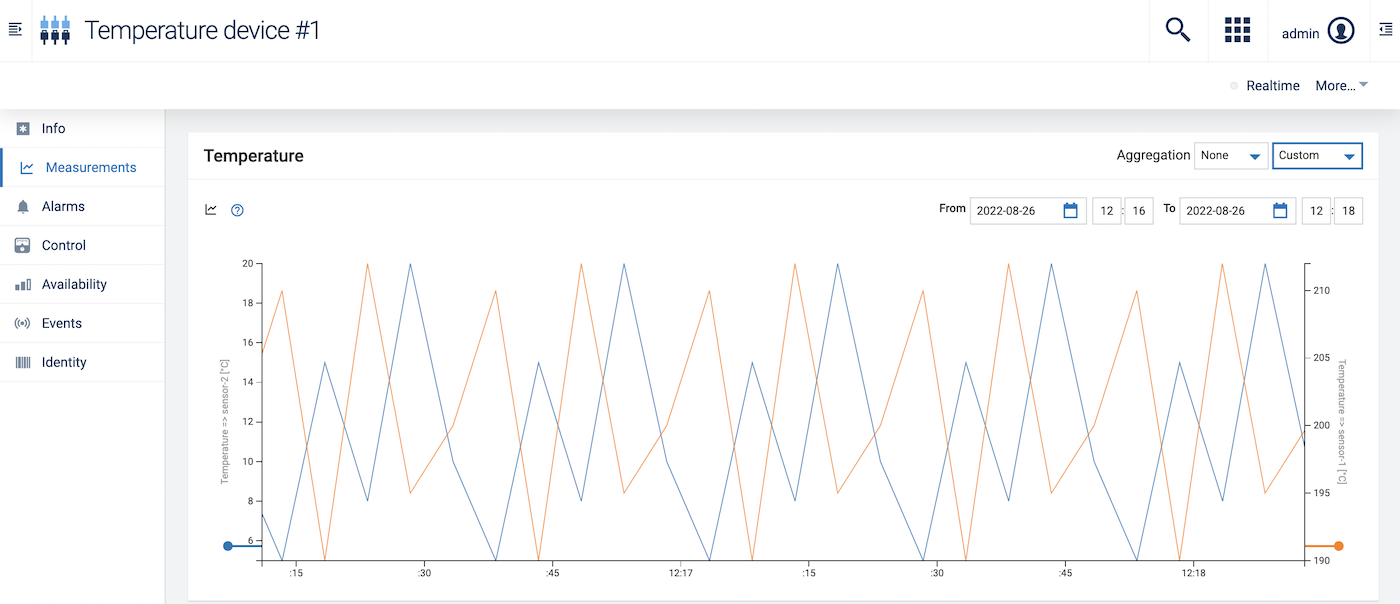 Temperature device #1
admin
Realtime More...
Info
Measurements
Alarms
Control
Availability
Events
Identity
Temperature
Aggregation None Custom
From 2022-08-26 12 : 16 To 2022-08-26 12 : 18
Temperature => sensor-2 [°C]
20
18
16
14
12
10
8
6
210
205
200
195
190
Temperature => sensor-1 [°C]
:15 :30 :45 12:17 :15 :30 :45 12:18